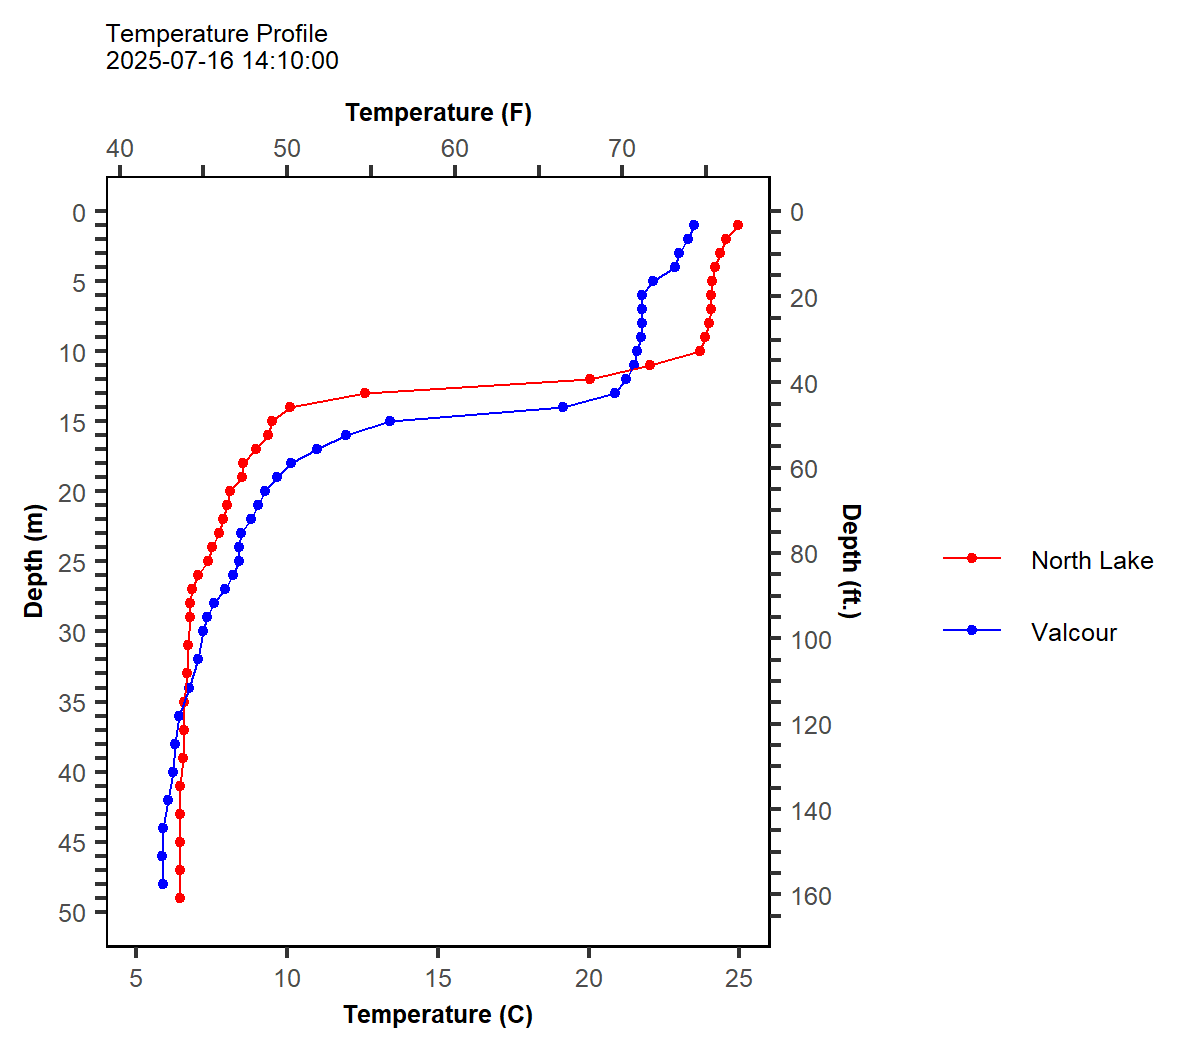 Temperature Profile
2025-07-16 14:10:00
Temperature (F)
40 50 60 70
0
5
10
15
20
25
30
35
40
45
50
Depth (m)
0
20
40
60
80
100
120
140
160
Depth (ft.)
North Lake
Valcour
5 10 15 20 25
Temperature (C)